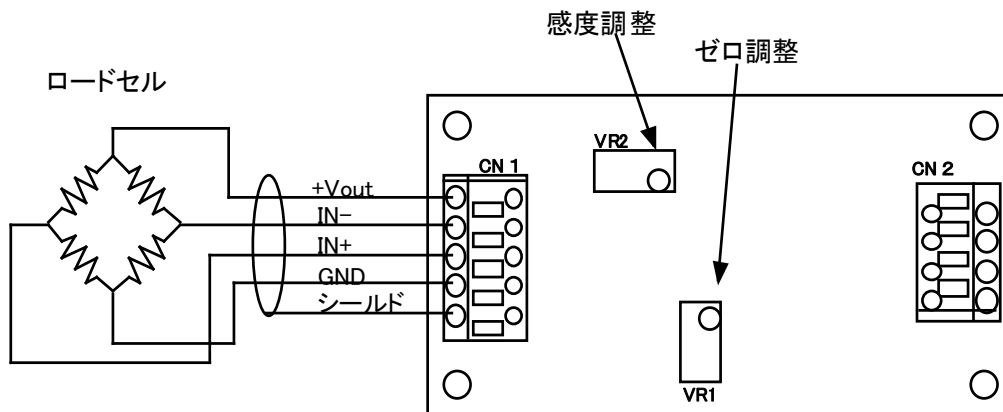 感度調整
ゼロ調整
ロードセル
VR2
CN 1
CN 2
+Vout
IN-
IN+
GND
シールド
VR1